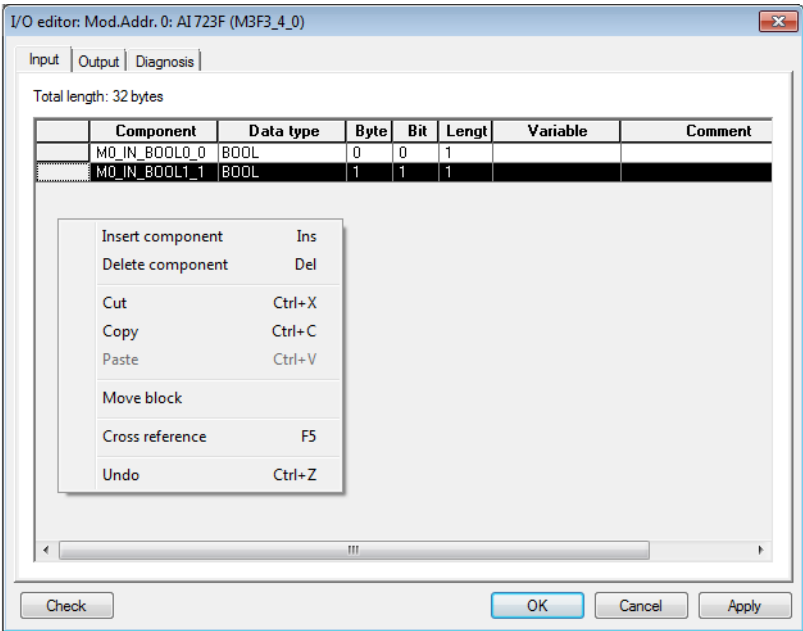 I/O editor: Mod.Addr. 0: AI 723F (M3F3_4_0)
Input Output Diagnosis
Total length: 32 bytes
Component Data type Byte Bit Lengt Variable Comment
M0_IN_BOOL0_0 BOOL 0 0 1
M0_IN_BOOL1_1 BOOL 1 1 1
Insert component Ins
Delete component Del
Cut Ctrl+X
Copy Ctrl+C
Paste Ctrl+V
Move block
Cross reference F5
Undo Ctrl+Z
Check OK Cancel Apply